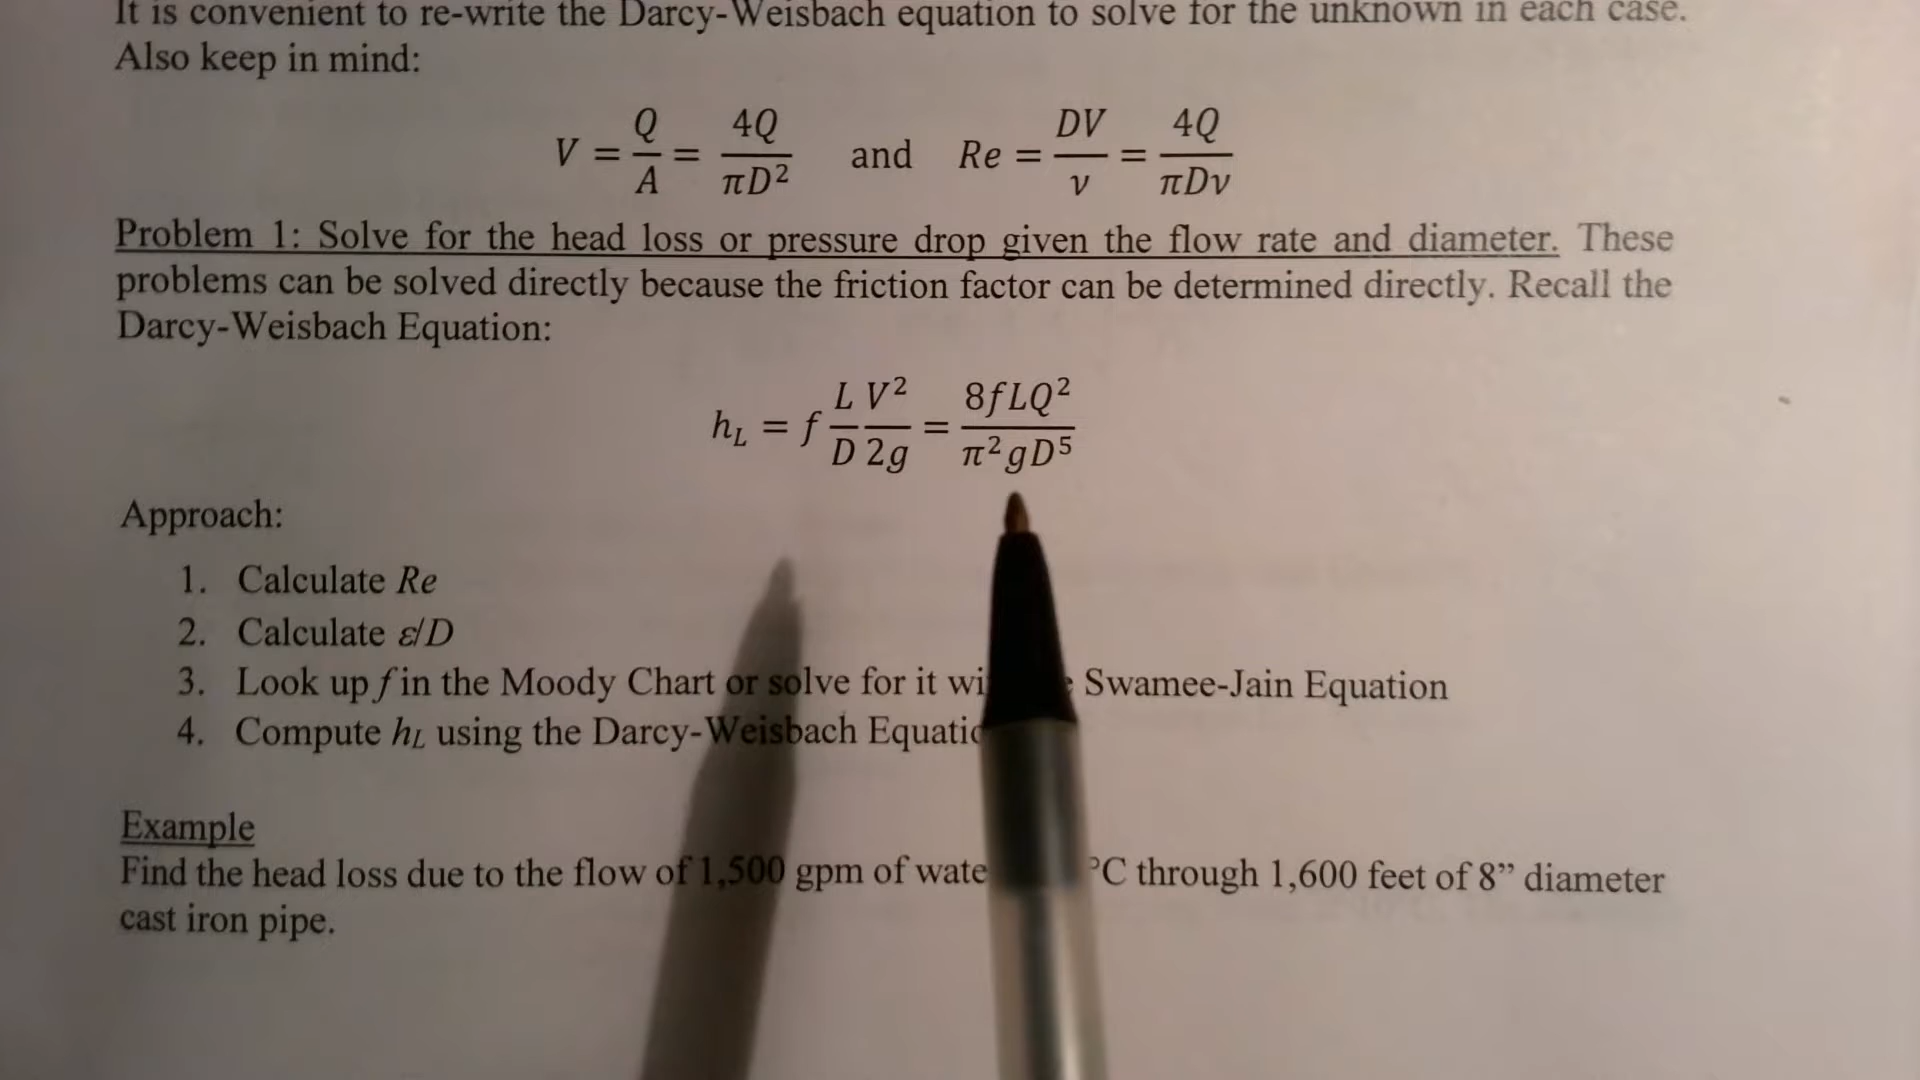 It is convenient to re-write the Darcy-Weisbach equation to solve for the unknown in each case.
Also keep in mind:
V = Q/A = 4Q/πD² and Re = DV/ν = 4Q/πDν
Problem 1: Solve for the head loss or pressure drop given the flow rate and diameter. These
problems can be solved directly because the friction factor can be determined directly. Recall the
Darcy-Weisbach Equation:
h_L = f L/D V²/2g = 8fLQ²/π²gD⁵
Approach:
1. Calculate Re
2. Calculate ε/D
3. Look up f in the Moody Chart or solve for it Swamee-Jain Equation
4. Compute h_L using the Darcy-Weisbach
Example
Find the head loss due to the flow of 1,500 gpm of °C through 1,600 feet of 8” diameter
cast iron pipe.